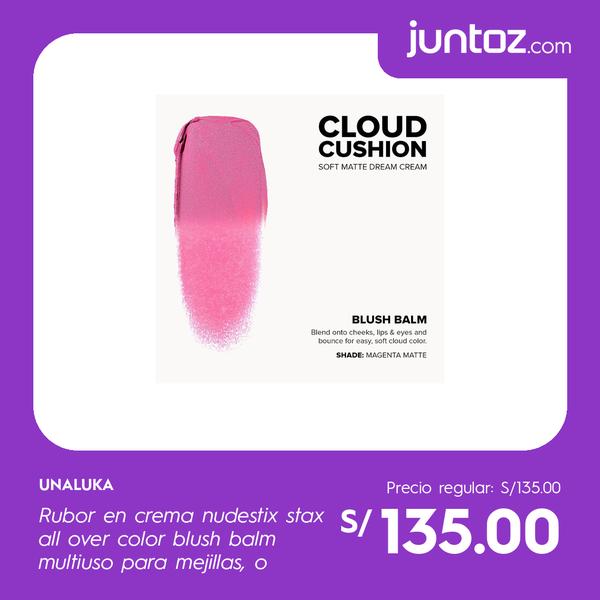 juntoz.com
CLOUD
CUSHION
SOFT MATTE DREAM CREAM
BLUSH BALM
Blend onto cheeks, lips & eyes and
bounce for easy, soft cloud color.
SHADE: MAGENTA MATTE
UNALUKA
Rubor en crema nudestix stax
all over color blush balm
multiuso para mejillas, o
Precio regular: S/135.00
S/135.00